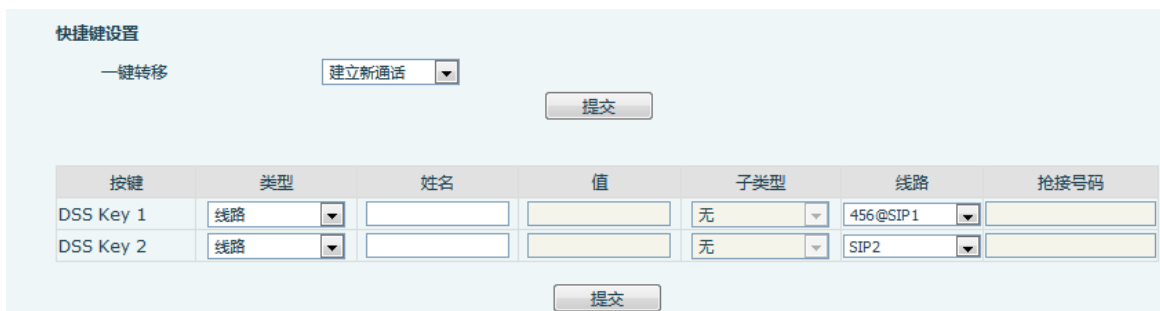 快捷键设置
一键转移 建立新通话
提交
按键 类型 姓名 值 子类型 线路 抢接号码
DSS Key 1 线路 无 456@SIP1
DSS Key 2 线路 无 SIP2
提交